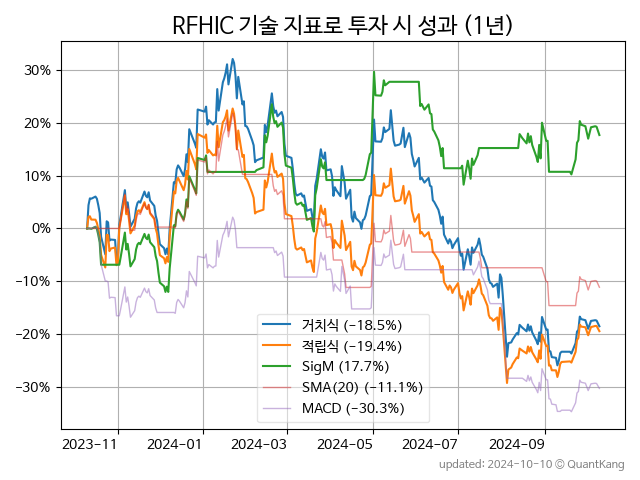 RFHIC 기술 지표로 투자 시 성과 (1년)
30%
20%
10%
0%
−10%
−20%
−30%
거치식 (−18.5%)
적립식 (−19.4%)
SigM (17.7%)
SMA(20) (−11.1%)
MACD (−30.3%)
2023−11 2024−01 2024−03 2024−05 2024−07 2024−09
updated: 2024−10−10 ⓒ QuantKang